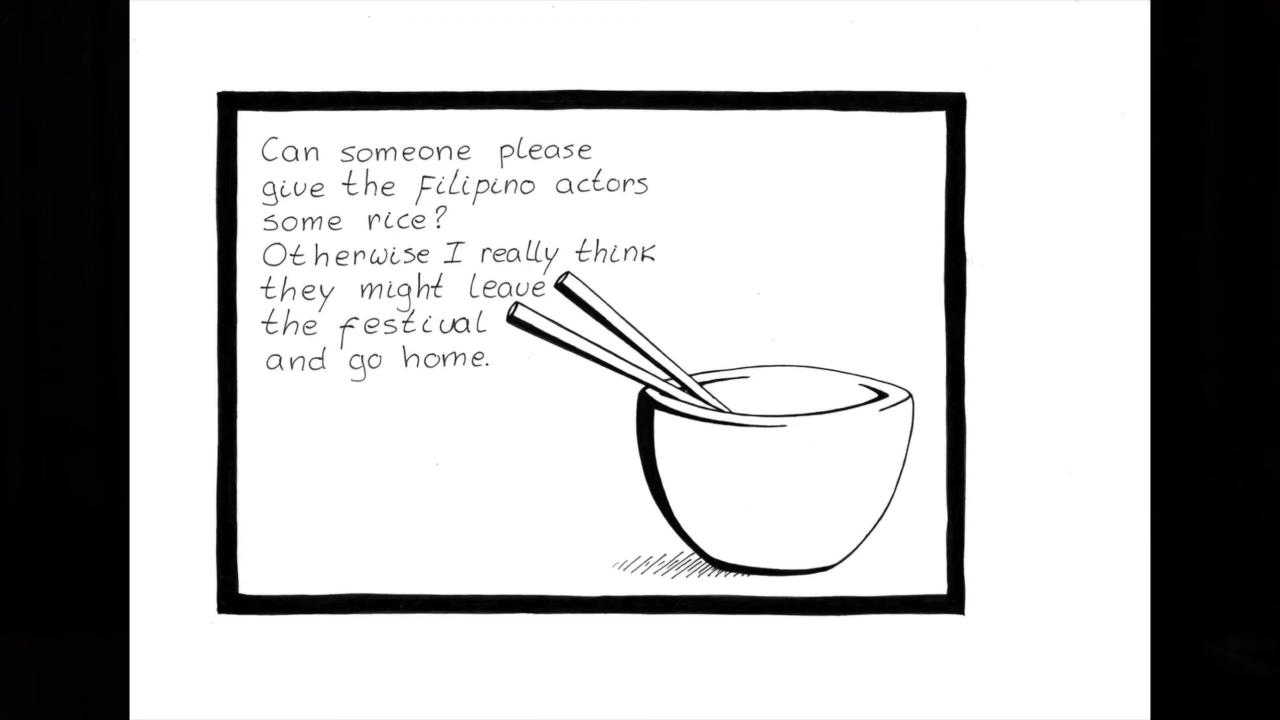 Can someone please
give the Filipino actors
some rice?
Otherwise I really think
they might leave
the festival
and go home.